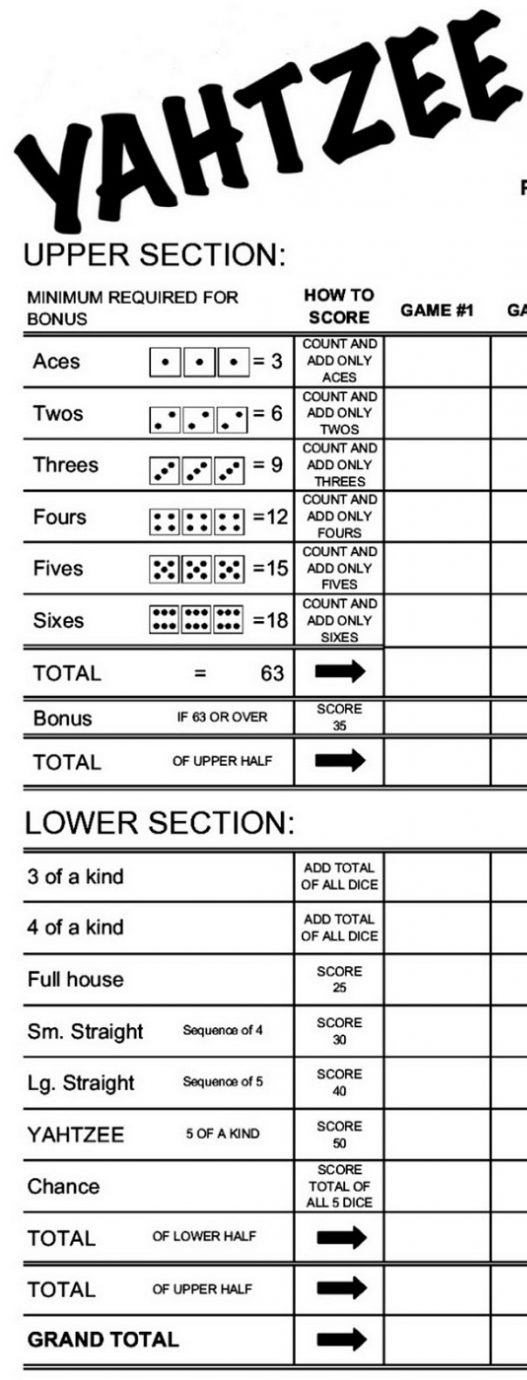 YAHTZEE
UPPER SECTION:
MINIMUM REQUIRED FOR BONUS HOW TO SCORE GAME #1
Aces = 3 COUNT AND ADD ONLY ACES
Twos = 6 COUNT AND ADD ONLY TWOS
Threes = 9 COUNT AND ADD ONLY THREES
Fours =12 COUNT AND ADD ONLY FOURS
Fives =15 COUNT AND ADD ONLY FIVES
Sixes =18 COUNT AND ADD ONLY SIXES
TOTAL = 63
Bonus IF 63 OR OVER SCORE 35
TOTAL OF UPPER HALF
LOWER SECTION:
3 of a kind ADD TOTAL OF ALL DICE
4 of a kind ADD TOTAL OF ALL DICE
Full house SCORE 25
Sm. Straight Sequence of 4 SCORE 30
Lg. Straight Sequence of 5 SCORE 40
YAHTZEE 5 OF A KIND SCORE 50
Chance SCORE TOTAL OF ALL 5 DICE
TOTAL OF LOWER HALF
TOTAL OF UPPER HALF
GRAND TOTAL